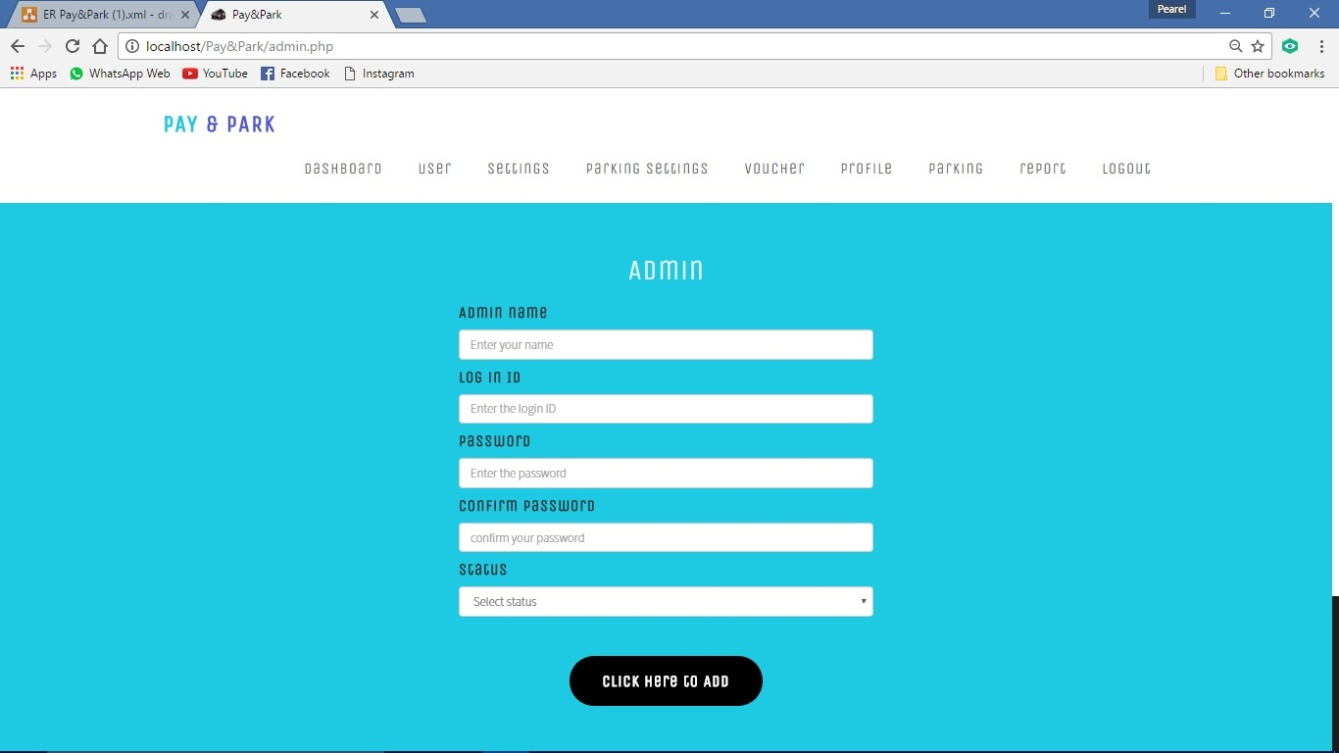 ER Pay&Park (1).xml - dra
Pay&Park
Pearel
localhost/Pay&Park/admin.php
Apps WhatsApp Web YouTube Facebook Instagram Other bookmarks
PAY & PARK
DASHBOARD USER SETTINGS PARKING SETTINGS VOUCHER PROFILE PARKING REPORT LOGOUT
ADMIN
ADMIN NAME
Enter your name
LOG IN ID
Enter the login ID
PASSWORD
Enter the password
CONFIRM PASSWORD
confirm your password
STATUS
Select status
CLICK HERE TO ADD